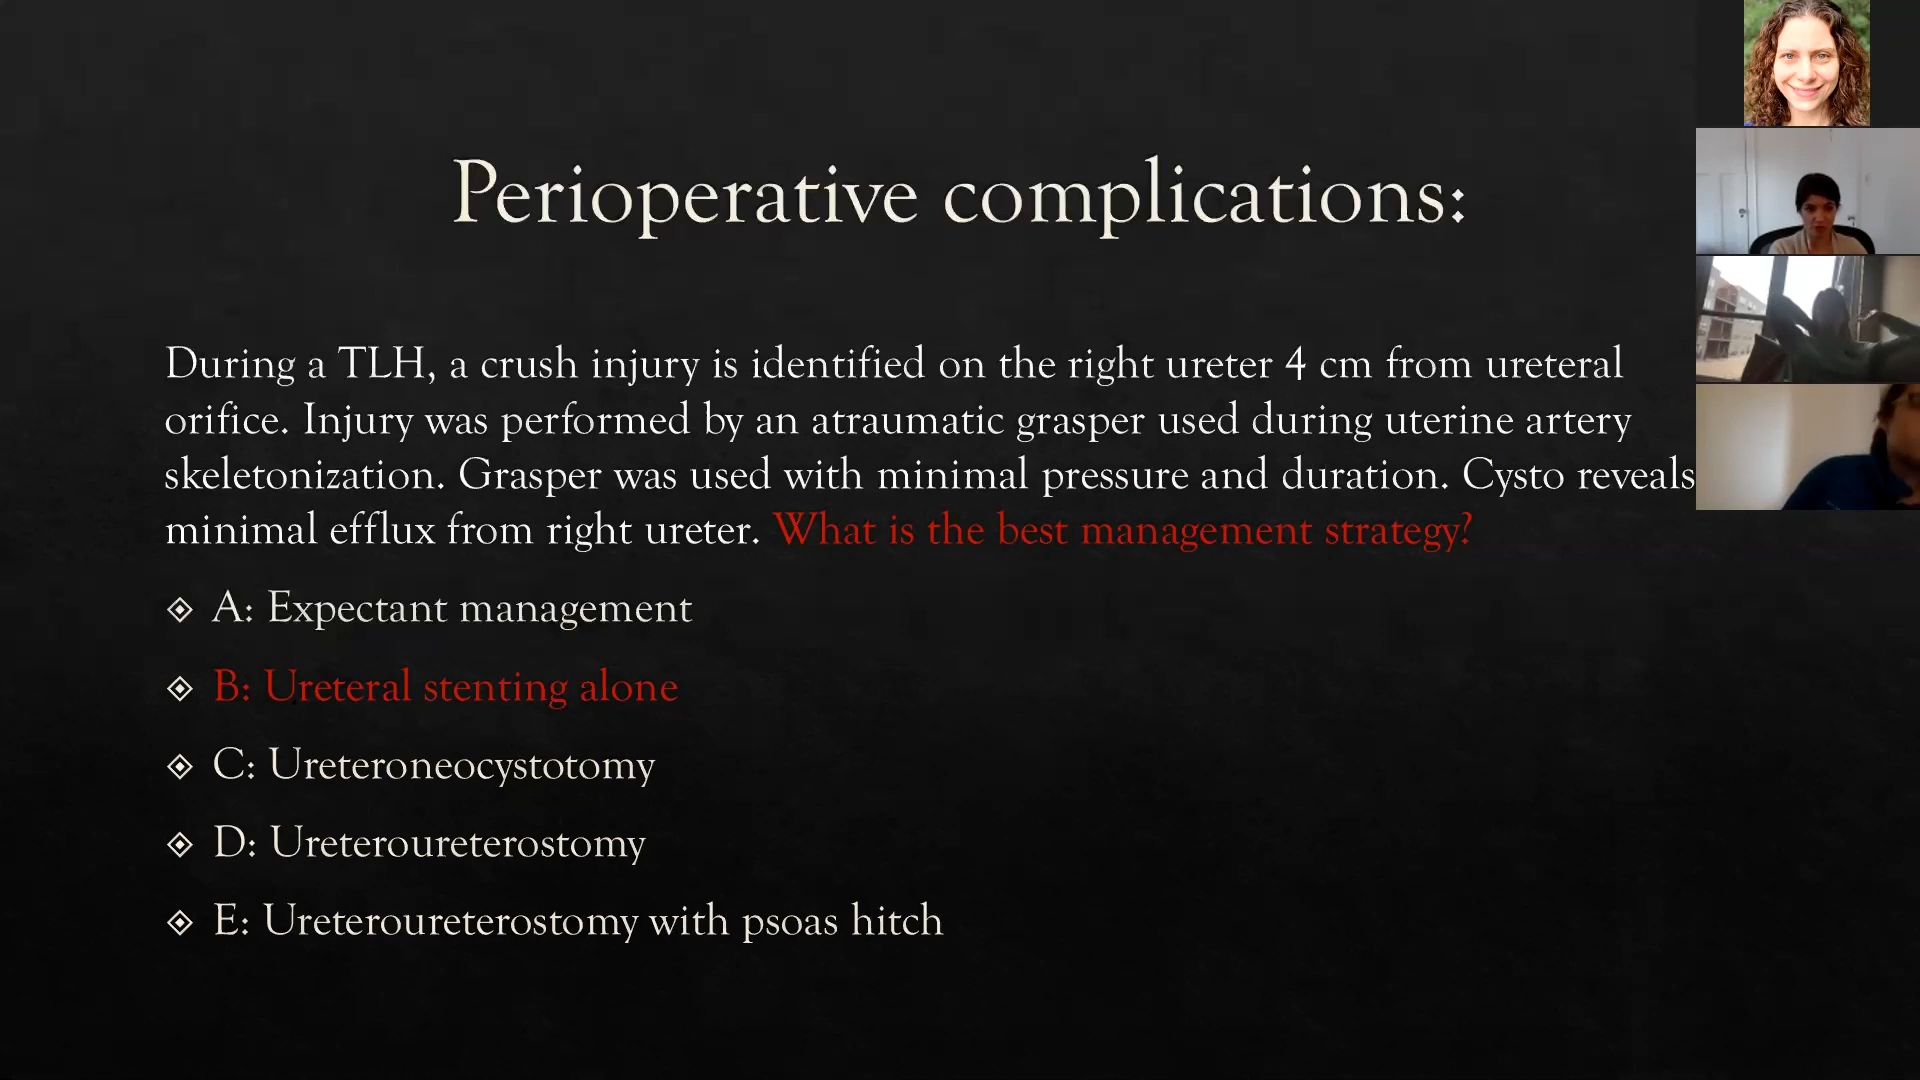 Perioperative complications:
During a TLH, a crush injury is identified on the right ureter 4 cm from ureteral
orifice. Injury was performed by an atraumatic grasper used during uterine artery
skeletonization. Grasper was used with minimal pressure and duration. Cysto reveals
minimal efflux from right ureter. What is the best management strategy?
A: Expectant management
B: Ureteral stenting alone
C: Ureteroneocystotomy
D: Ureteroureterostomy
E: Ureteroureterostomy with psoas hitch